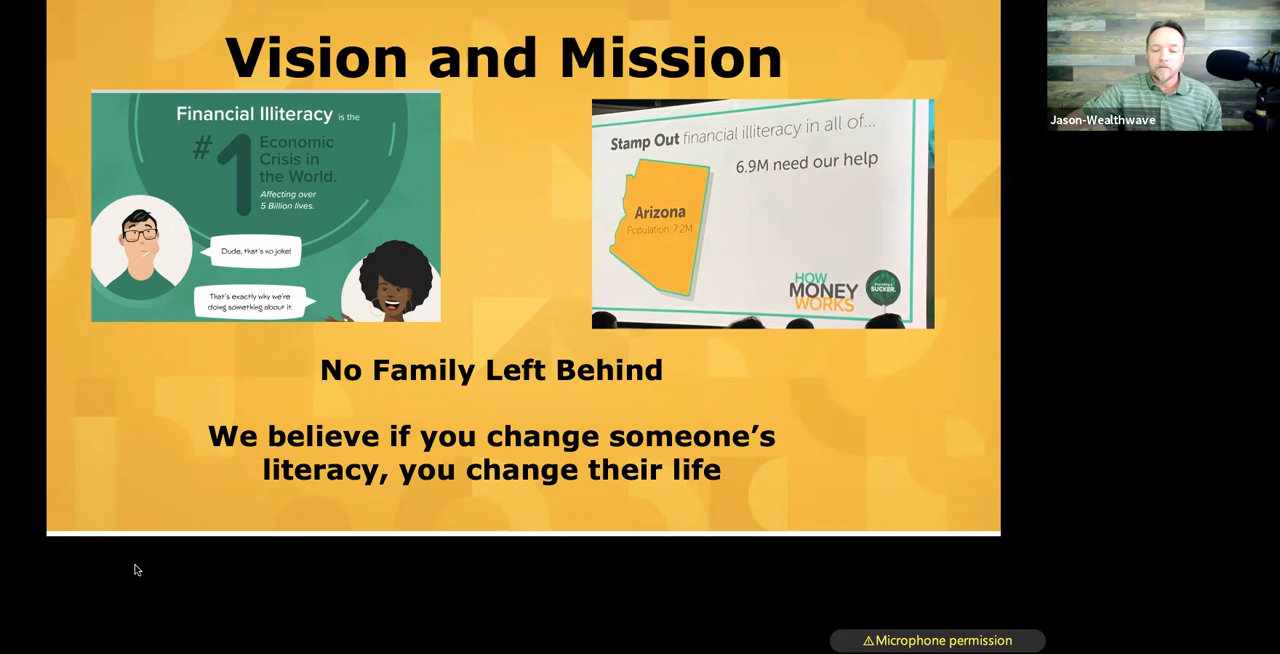 Vision and Mission
Financial Illiteracy is the
#1 Economic
Crisis in
the World.
Affecting over
5 Billion lives.
Dude, that's no joke!
That's exactly why we're
doing something about it.
Stamp Out financial illiteracy in all of...
6.9M need our help
Arizona
Population: 7.2M
HOW
MONEY
WORKS
SUCKER.
No Family Left Behind
We believe if you change someone’s
literacy, you change their life
Jason-Wealthwave
⚠Microphone permission